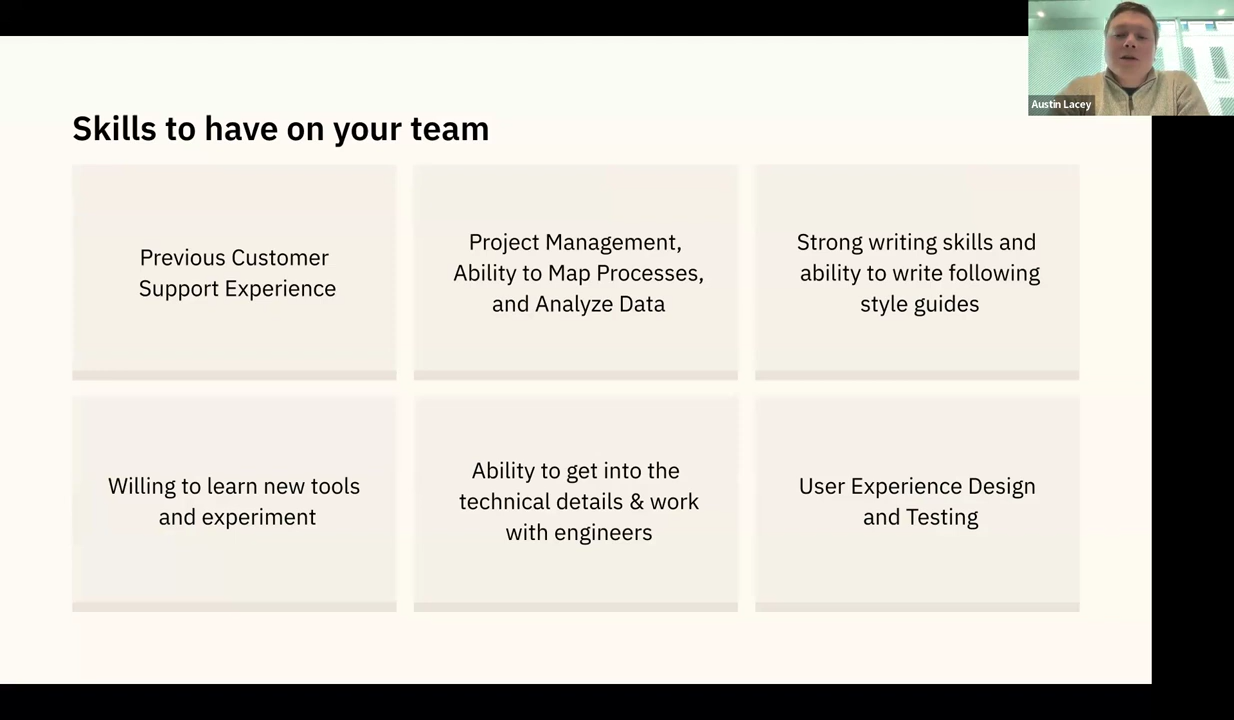 Austin Lacey
Skills to have on your team
Previous Customer
Support Experience
Project Management,
Ability to Map Processes,
and Analyze Data
Strong writing skills and
ability to write following
style guides
Willing to learn new tools
and experiment
Ability to get into the
technical details & work
with engineers
User Experience Design
and Testing